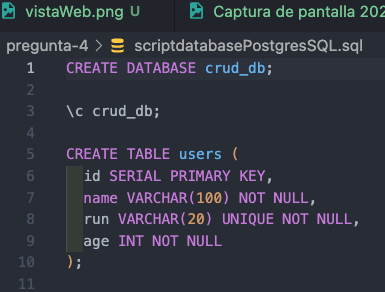 vistaWeb.png U
Captura de pantalla 202
pregunta-4 > scriptdatabasePostgresSQL.sql
1 CREATE DATABASE crud_db;
2
3 \c crud_db;
4
5 CREATE TABLE users (
6 id SERIAL PRIMARY KEY,
7 name VARCHAR(100) NOT NULL,
8 run VARCHAR(20) UNIQUE NOT NULL,
9 age INT NOT NULL
10 );
11